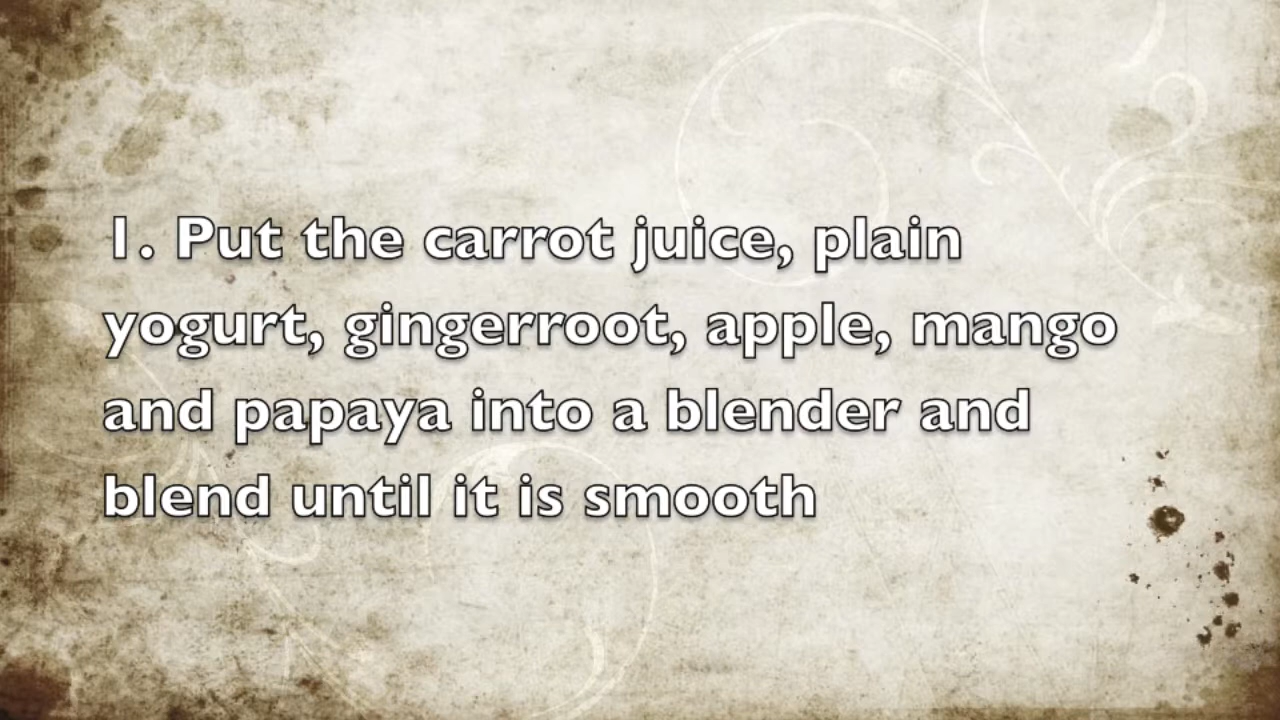 1. Put the carrot juice, plain
yogurt, gingerroot, apple, mango
and papaya into a blender and
blend until it is smooth